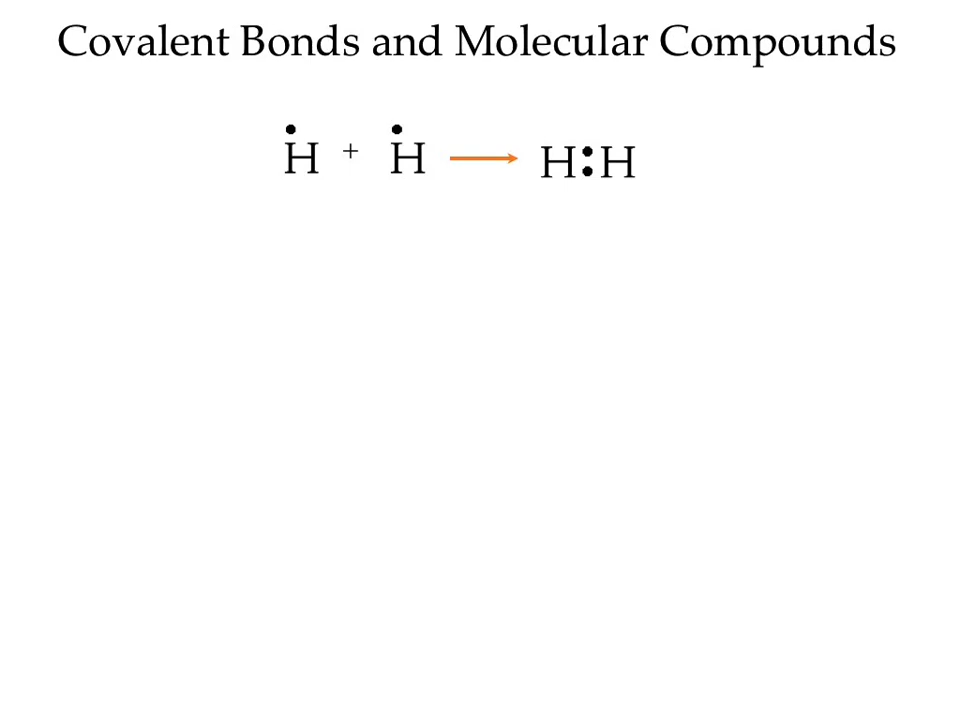 Covalent Bonds and Molecular Compounds
Ḣ + Ḣ ⟶ H:H